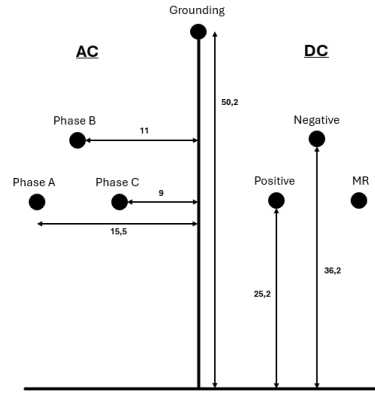 Grounding
AC
DC
50,2
Phase B
11
Negative
Phase A
Phase C
9
Positive
MR
15,5
36,2
25,2